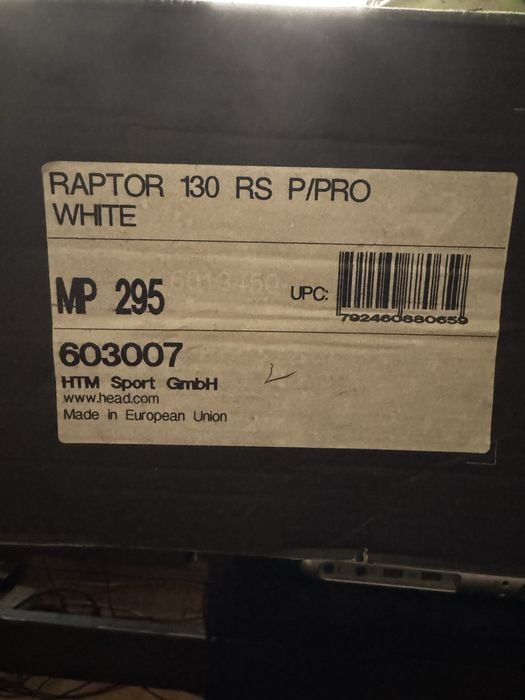 RAPTOR 130 RS P/PRO
WHITE
MP 295
UPC:
792460880659
603007
HTM Sport GmbH
www.head.com
Made in European Union